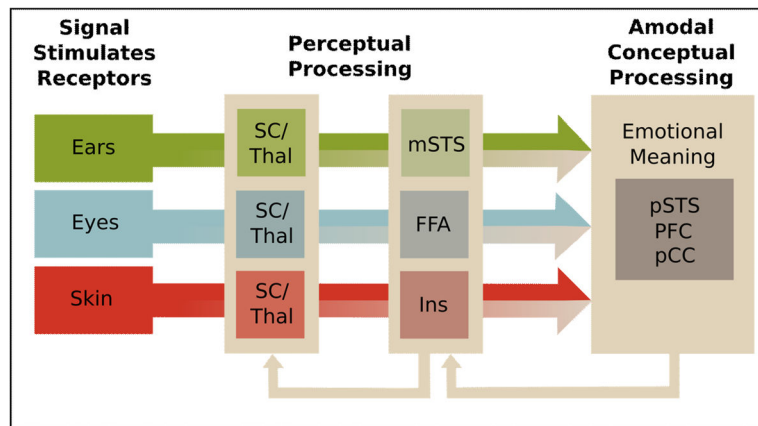 Signal
Stimulates
Receptors
Perceptual
Processing
Amodal
Conceptual
Processing
Ears
SC/
Thal
mSTS
Emotional
Meaning
Eyes
SC/
Thal
FFA
pSTS
PFC
pCC
Skin
SC/
Thal
Ins